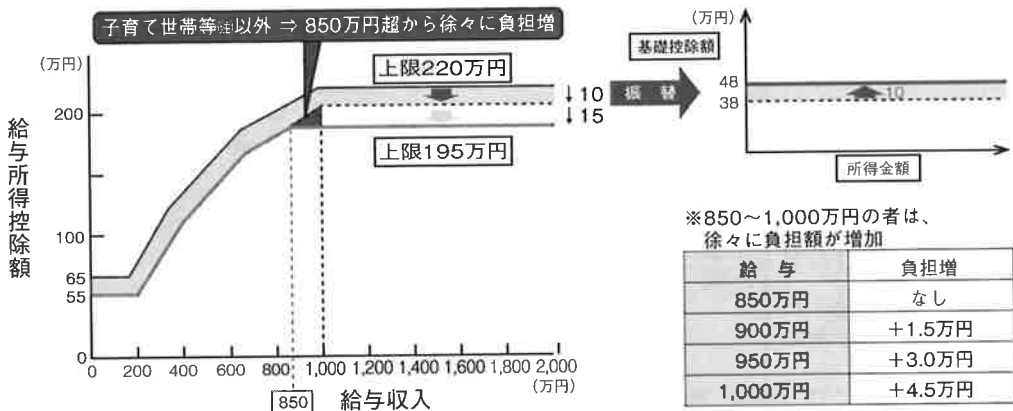 子育て世帯等㊟以外 ⇒ 850万円超から徐々に負担増
(万円)
上限220万円
↓10
↓15
上限195万円
200
100
65
55
0
給与所得控除額
0 200 400 600 800 1,000 1,200 1,400 1,600 1,800 2,000
(万円)
850
給与収入
振 替
(万円)
基礎控除額
48
38
10
所得金額
※850～1,000万円の者は、
徐々に負担額が増加
給 与 負担増
850万円 なし
900万円 +1.5万円
950万円 +3.0万円
1,000万円 +4.5万円